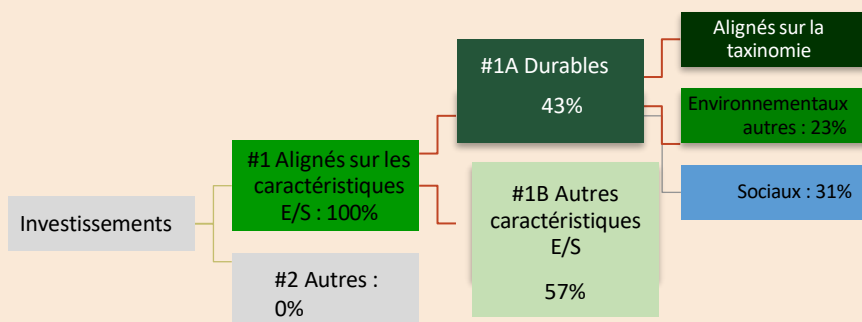 Investissements
#1 Alignés sur les
caractéristiques
E/S : 100%
#2 Autres :
0%
#1A Durables
43%
#1B Autres
caractéristiques
E/S
57%
Alignés sur la
taxinomie
Environnementaux
autres : 23%
Sociaux : 31%